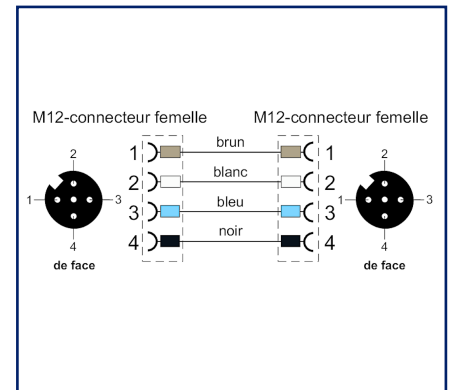 M12-connecteur femelle M12-connecteur femelle
brun
1 1
blanc
2 2
bleu
3 3
noir
4 4
2
1 3
4
de face
2
1 3
4
de face